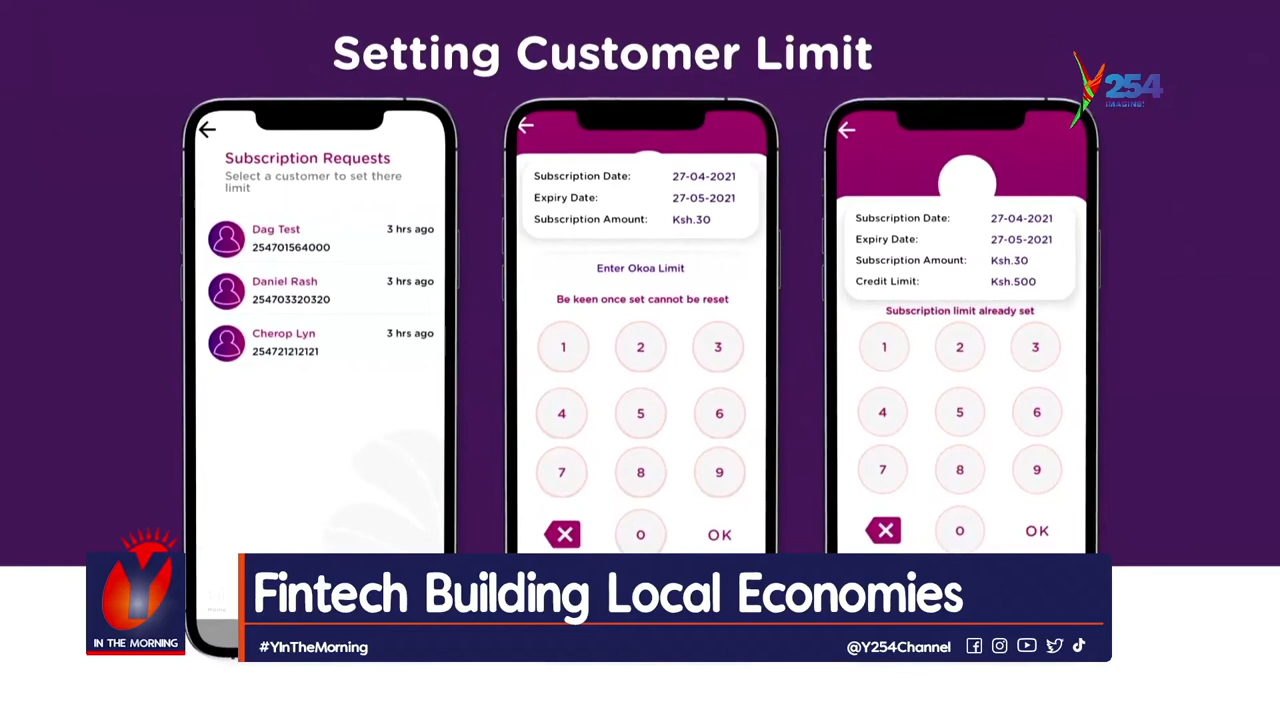 Setting Customer Limit
254
IMAGINE!
Subscription Requests
Select a customer to set there
limit
Dag Test
3 hrs ago
254701564000
Daniel Rash
3 hrs ago
254703320320
Cherop Lyn
3 hrs ago
254721212121
Subscription Date: 27-04-2021
Expiry Date: 27-05-2021
Subscription Amount: Ksh.30
Enter Okoa Limit
Be keen once set cannot be reset
1 2 3
4 5 6
7 8 9
0 OK
Subscription Date: 27-04-2021
Expiry Date: 27-05-2021
Subscription Amount: Ksh.30
Credit Limit: Ksh.500
Subscription limit already set
1 2 3
4 5 6
7 8 9
0 OK
Y
IN THE MORNING
Fintech Building Local Economies
#YInTheMorning
@Y254Channel